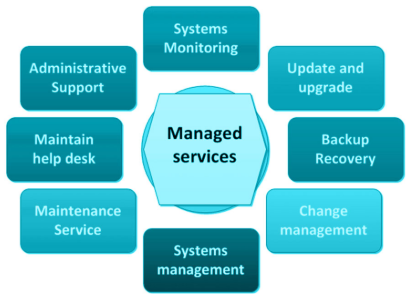 Systems
Monitoring
Administrative
Support
Update and
upgrade
Maintain
help desk
Managed
services
Backup
Recovery
Maintenance
Service
Change
management
Systems
management